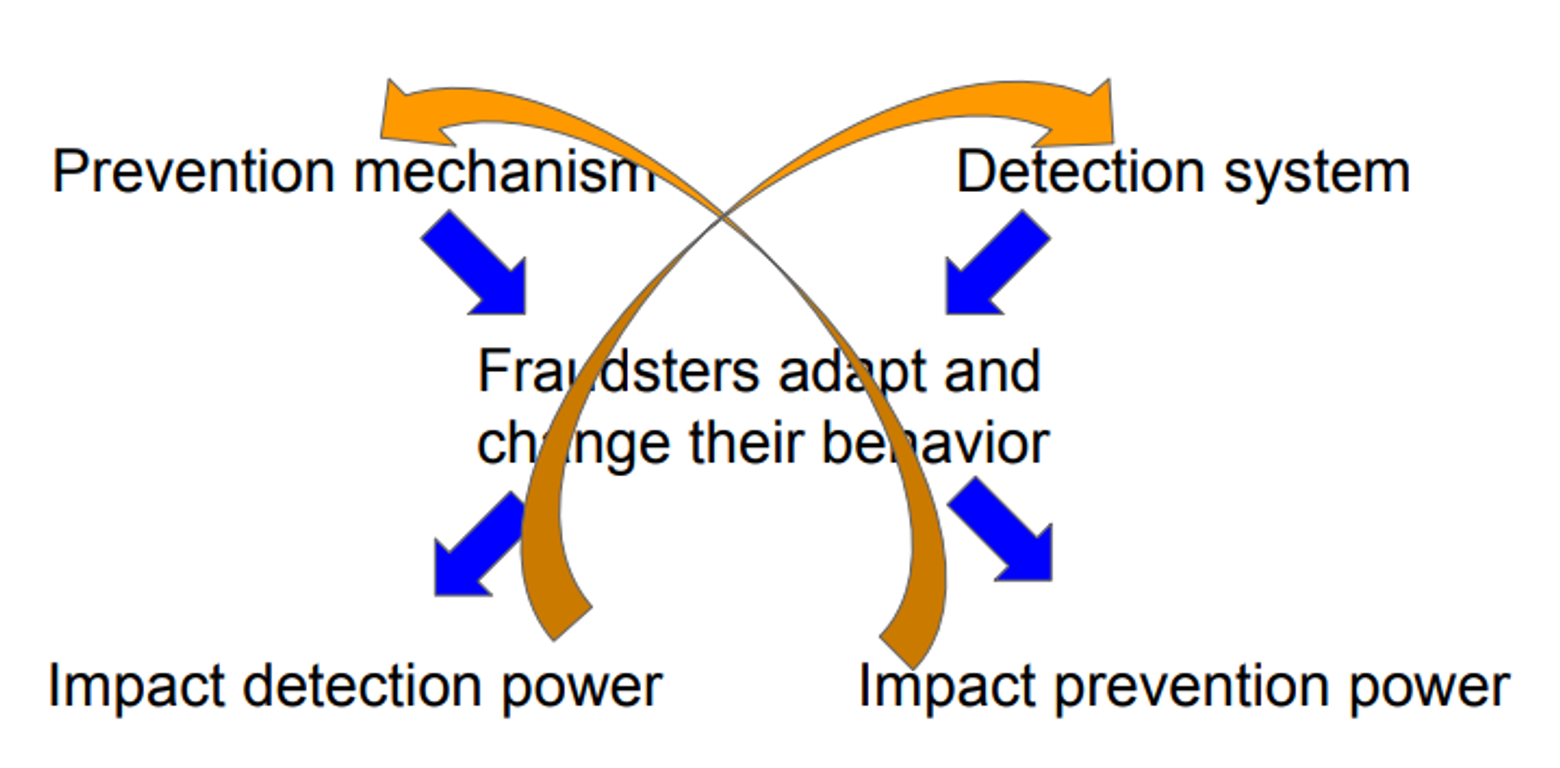 Prevention mechanism
Detection system
Fraudsters adapt and
change their behavior
Impact detection power
Impact prevention power